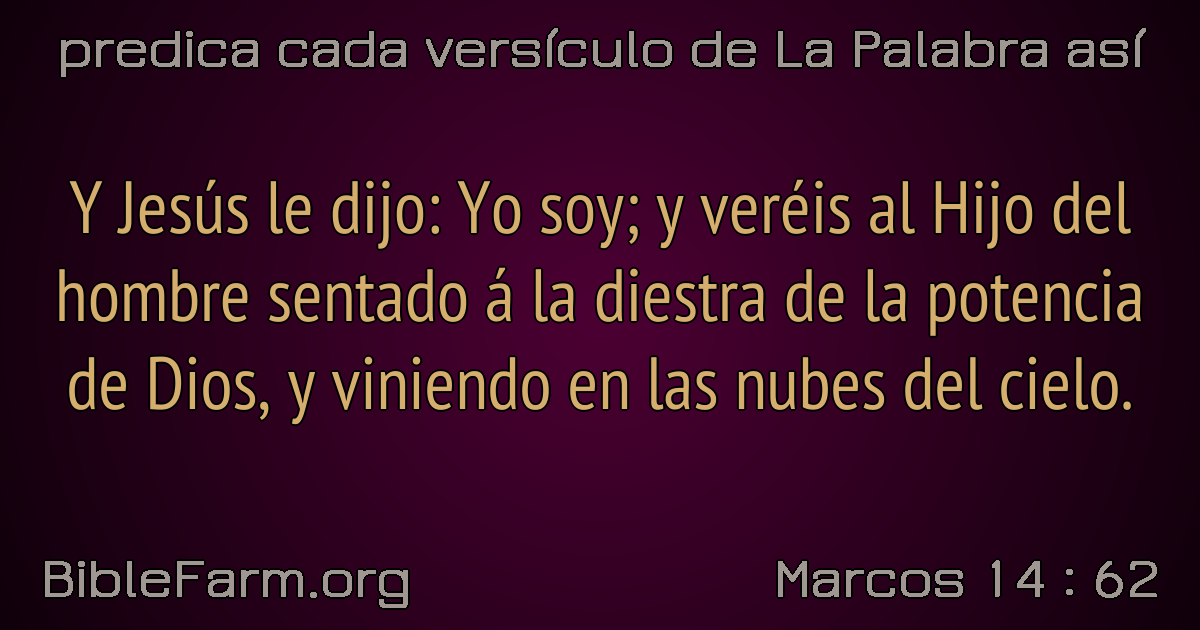 predica cada versículo de La Palabra así
Y Jesús le dijo: Yo soy; y veréis al Hijo del
hombre sentado á la diestra de la potencia
de Dios, y viniendo en las nubes del cielo.
BibleFarm.org
Marcos 14 : 62